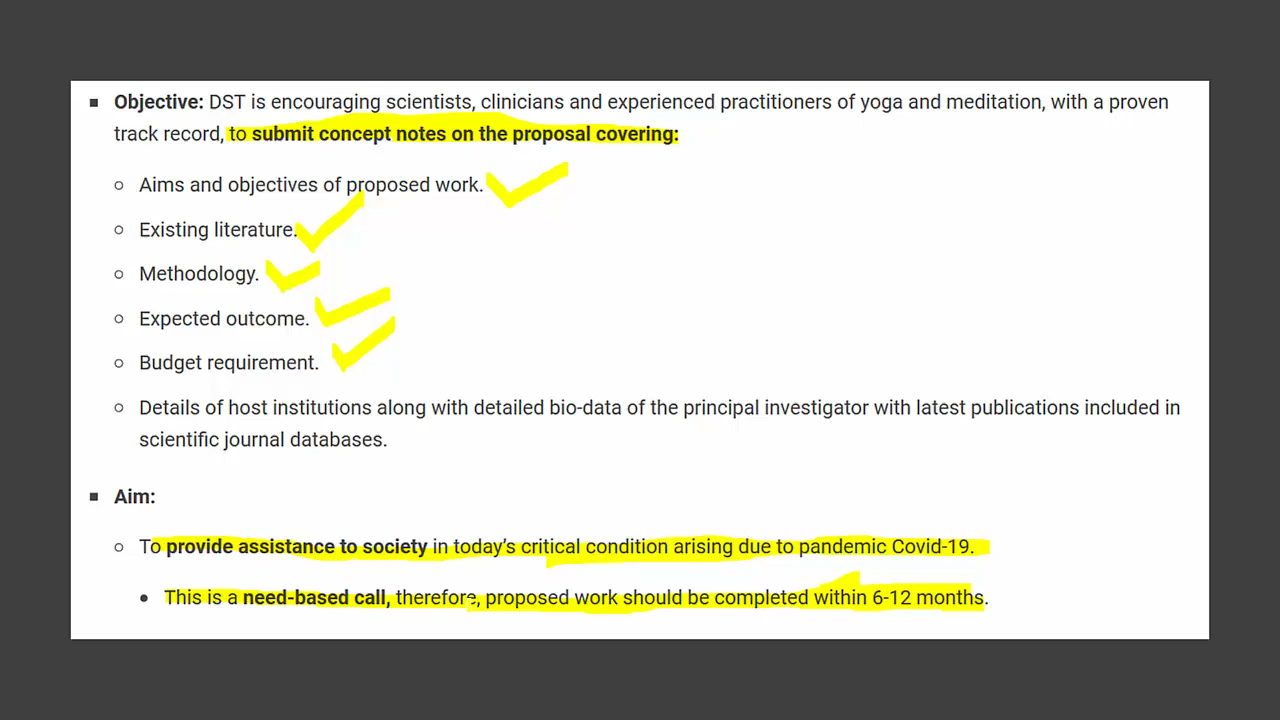 Objective: DST is encouraging scientists, clinicians and experienced practitioners of yoga and meditation, with a proven
track record, to submit concept notes on the proposal covering:
Aims and objectives of proposed work.
Existing literature.
Methodology.
Expected outcome.
Budget requirement.
Details of host institutions along with detailed bio-data of the principal investigator with latest publications included in
scientific journal databases.
Aim:
To provide assistance to society in today's critical condition arising due to pandemic Covid-19.
This is a need-based call, therefore, proposed work should be completed within 6-12 months.